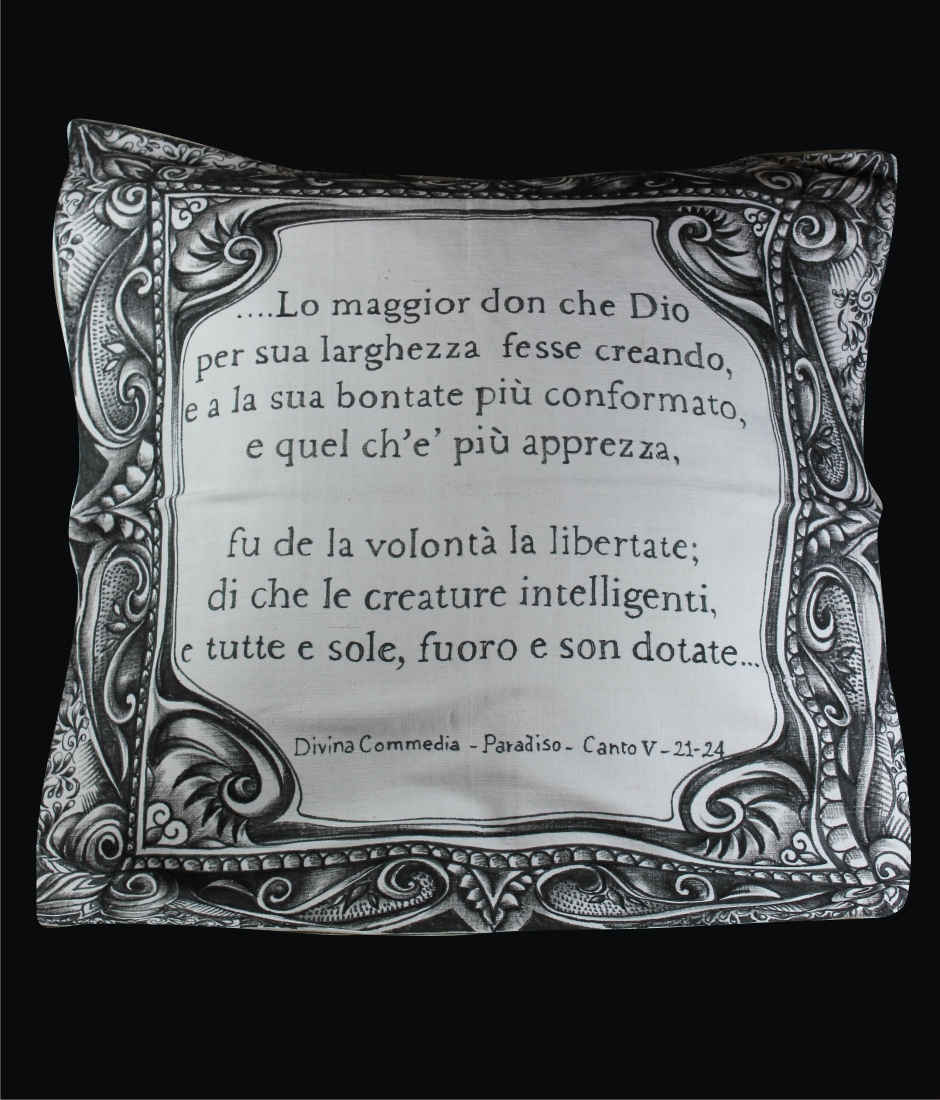 ....Lo maggior don che Dio
per sua larghezza fesse creando,
e a la sua bontate più conformato,
e quel ch'e' più apprezza,
fu de la volontà la libertate;
di che le creature intelligenti,
e tutte e sole, fuoro e son dotate...
Divina Commedia - Paradiso - Canto V - 21-24